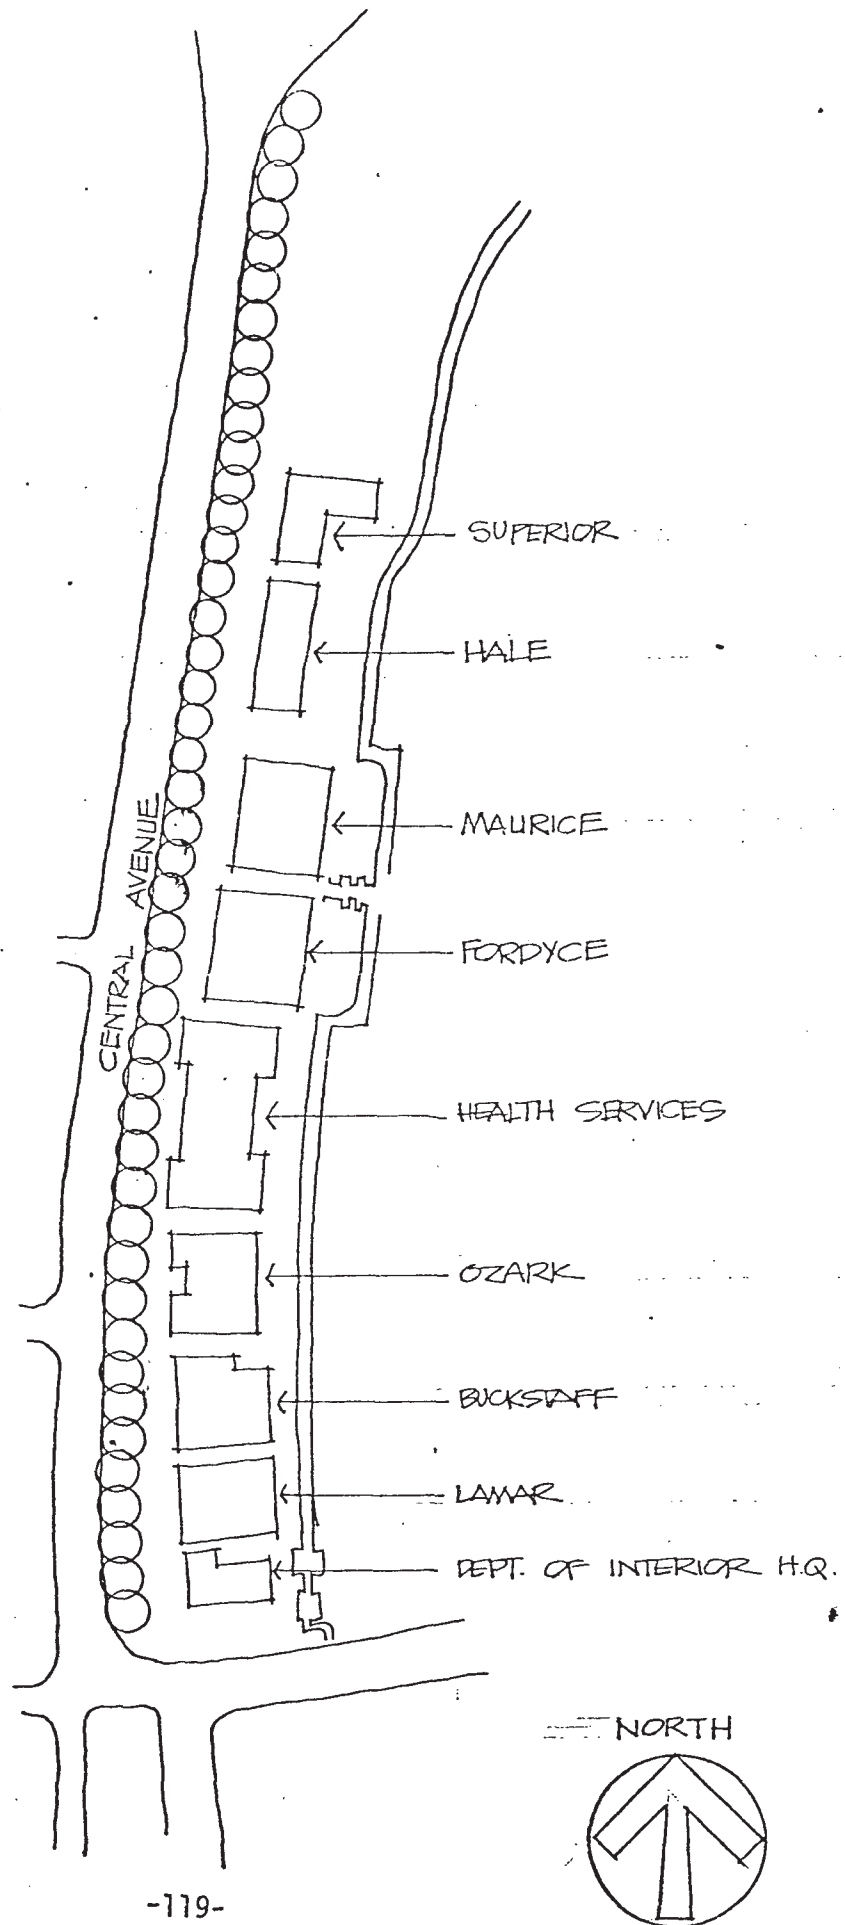 SUPERIOR
HALE
MAURICE
CENTRAL AVENUE
FORDYCE
HEALTH SERVICES
OZARK
BUCKSTAFF
LAMAR
DEPT. OF INTERIOR H.Q.
NORTH
-119-